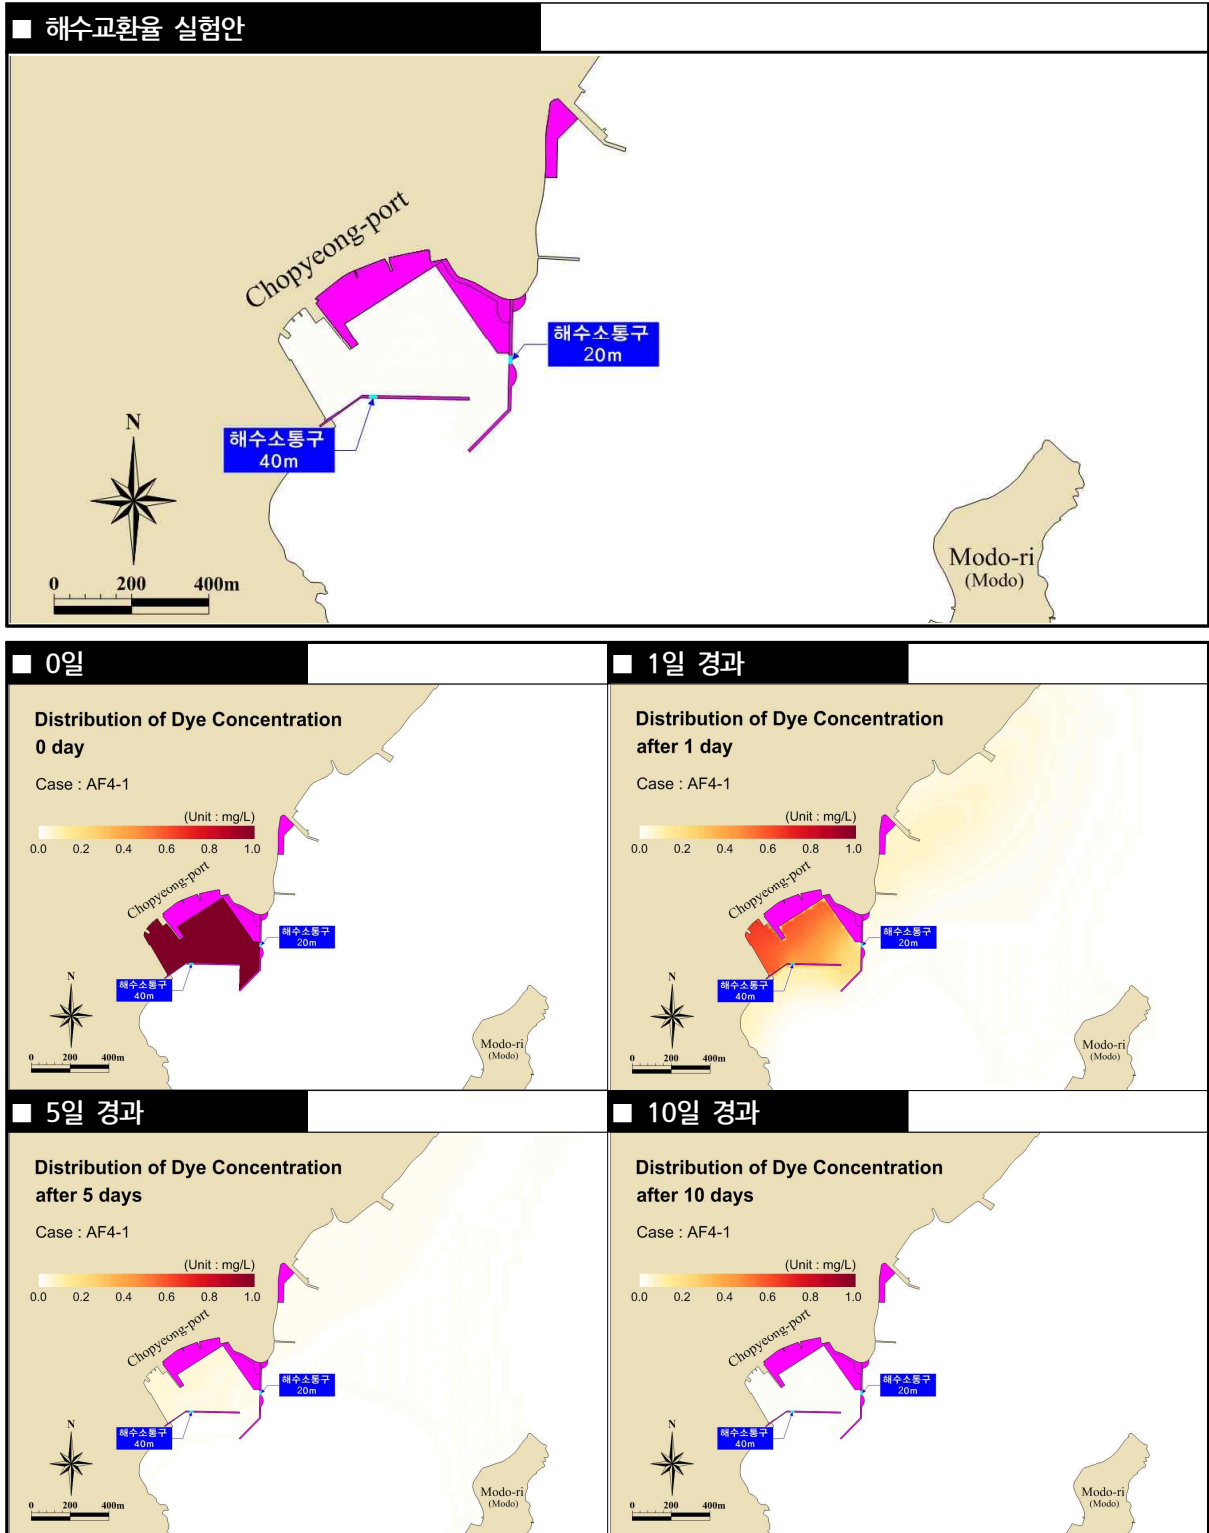 ■ 해수교환율 실험안
Chopyeong-port
해수소통구
20m
해수소통구
40m
N
0 200 400m
Modo-ri
(Modo)
■ 0일
Distribution of Dye Concentration
0 day
Case : AF4-1
(Unit : mg/L)
0.0 0.2 0.4 0.6 0.8 1.0
Chopyeong-port
해수소통구
20m
해수소통구
40m
N
0 200 400m
Modo-ri
(Modo)
■ 1일 경과
Distribution of Dye Concentration
after 1 day
Case : AF4-1
(Unit : mg/L)
0.0 0.2 0.4 0.6 0.8 1.0
Chopyeong-port
해수소통구
20m
해수소통구
40m
N
0 200 400m
Modo-ri
(Modo)
■ 5일 경과
Distribution of Dye Concentration
after 5 days
Case : AF4-1
(Unit : mg/L)
0.0 0.2 0.4 0.6 0.8 1.0
Chopyeong-port
해수소통구
20m
해수소통구
40m
N
0 200 400m
Modo-ri
(Modo)
■ 10일 경과
Distribution of Dye Concentration
after 10 days
Case : AF4-1
(Unit : mg/L)
0.0 0.2 0.4 0.6 0.8 1.0
Chopyeong-port
해수소통구
20m
해수소통구
40m
N
0 200 400m
Modo-ri
(Modo)